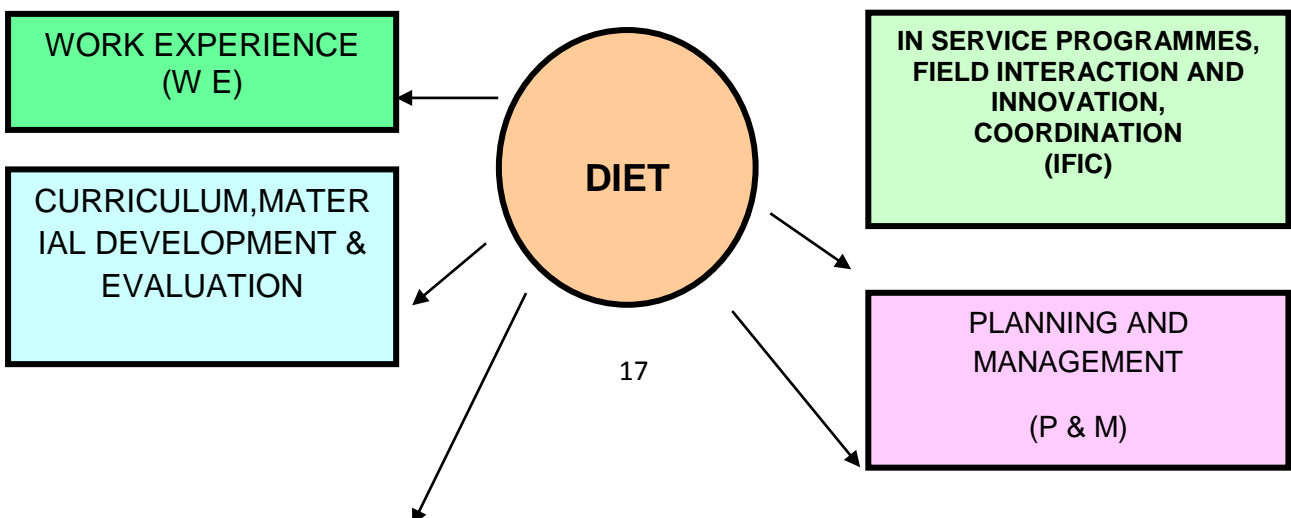 WORK EXPERIENCE
(W E)
CURRICULUM,MATER
IAL DEVELOPMENT &
EVALUATION
DIET
17
IN SERVICE PROGRAMMES,
FIELD INTERACTION AND
INNOVATION,
COORDINATION
(IFIC)
PLANNING AND
MANAGEMENT
(P & M)